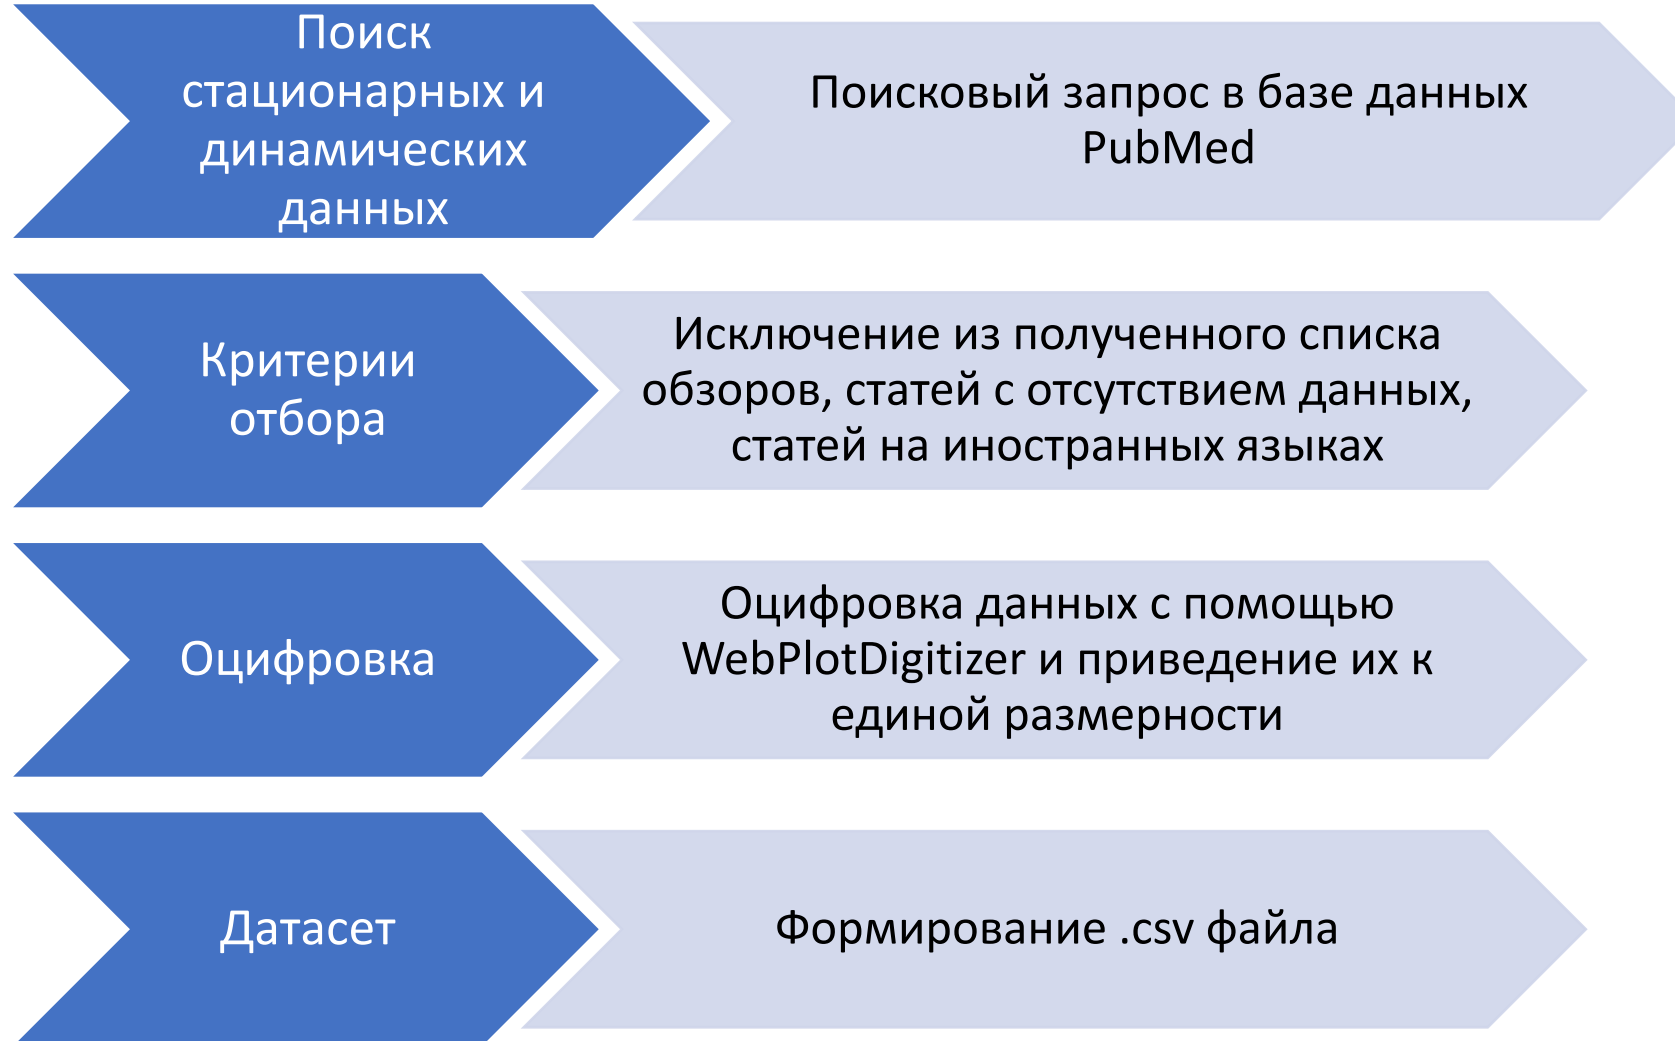 Поиск
стационарных и
динамических
данных
Поисковый запрос в базе данных
PubMed
Критерии
отбора
Исключение из полученного списка
обзоров, статей с отсутствием данных,
статей на иностранных языках
Оцифровка
Оцифровка данных с помощью
WebPlotDigitizer и приведение их к
единой размерности
Датасет
Формирование .csv файла